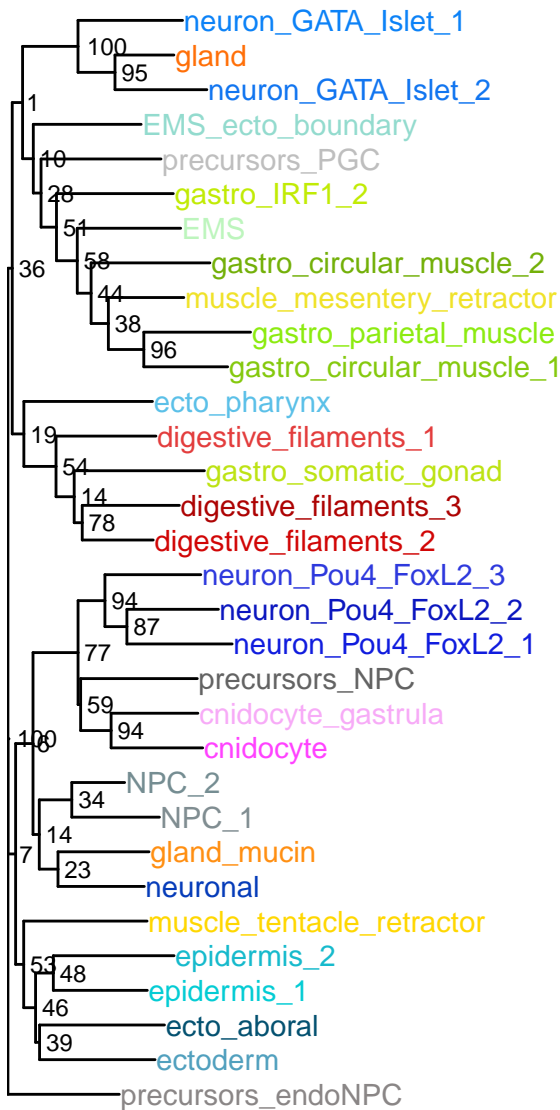 neuron_GATA_Islet_1
100
gland
95
neuron_GATA_Islet_2
1
EMS_ecto_boundary
10
precursors_PGC
28
gastro_IRF1_2
51
EMS
58
36
gastro_circular_muscle_2
44
muscle_mesentery_retractor
38
gastro_parietal_muscle
96
gastro_circular_muscle_1
ecto_pharynx
19
digestive_filaments_1
54
gastro_somatic_gonad
14
digestive_filaments_3
78
digestive_filaments_2
neuron_Pou4_FoxL2_3
94
neuron_Pou4_FoxL2_2
87
neuron_Pou4_FoxL2_1
77
precursors_NPC
59
cnidocyte_gastrula
94
100
6
cnidocyte
NPC_2
34
NPC_1
14
gland_mucin
7
23
neuronal
muscle_tentacle_retractor
53
epidermis_2
48
epidermis_1
46
ecto_aboral
39
ectoderm
precursors_endoNPC